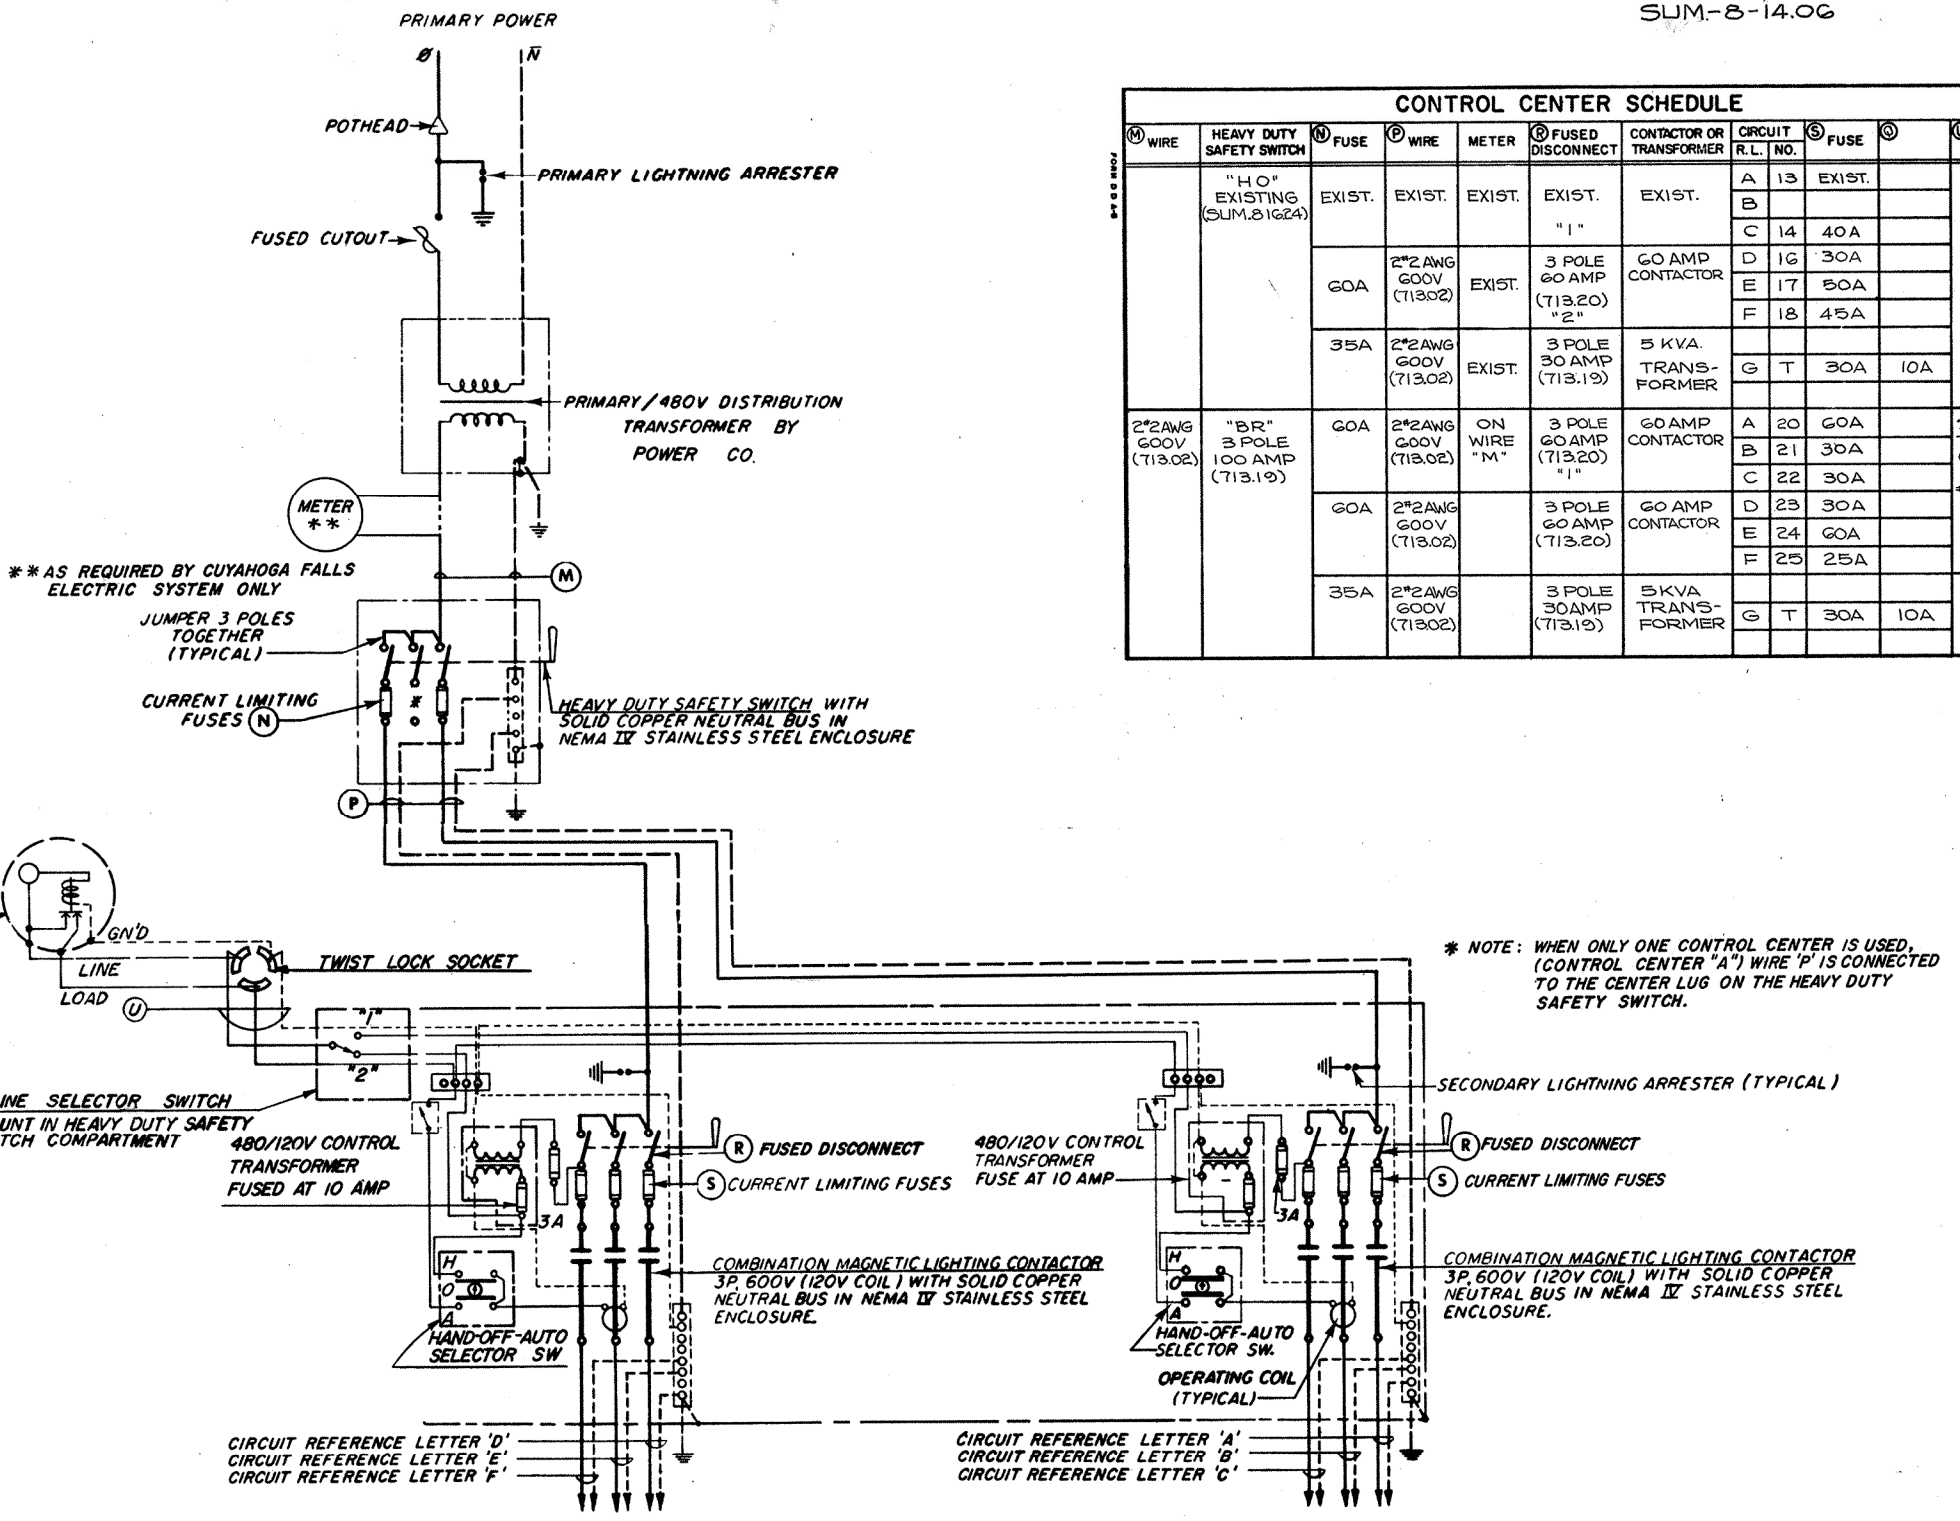 SUM-8-14.06
PRIMARY POWER
Ø
N
POTHEAD
PRIMARY LIGHTNING ARRESTER
FUSED CUTOUT
PRIMARY/480V DISTRIBUTION
TRANSFORMER BY
POWER CO.
METER
**
M
** AS REQUIRED BY CUYAHOGA FALLS
ELECTRIC SYSTEM ONLY
JUMPER 3 POLES
TOGETHER
(TYPICAL)
CURRENT LIMITING
FUSES N
*
HEAVY DUTY SAFETY SWITCH WITH
SOLID COPPER NEUTRAL BUS IN
NEMA IV STAINLESS STEEL ENCLOSURE
P
FORM D D A-5
CONTROL CENTER SCHEDULE
M WIRE
HEAVY DUTY
SAFETY SWITCH
N FUSE
P WIRE
METER
R FUSED
DISCONNECT
CONTACTOR OR
TRANSFORMER
CIRCUIT
R.L. NO.
S FUSE
Q
"HO"
EXISTING
(SUM.81624)
EXIST. EXIST. EXIST. EXIST. EXIST.
"1"
A 13 EXIST.
B
C 14 40A
60A
2#2AWG
600V
(713.02)
EXIST.
3 POLE
60 AMP
(713.20)
"2"
60 AMP
CONTACTOR
D 16 30A
E 17 50A
F 18 45A
35A
2#2AWG
600V
(713.02)
EXIST.
3 POLE
30 AMP
(713.19)
5 KVA.
TRANS-
FORMER
G T 30A 10A
2#2AWG
600V
(713.02)
"BR"
3 POLE
100 AMP
(713.19)
60A
2#2AWG
600V
(713.02)
ON
WIRE
"M"
3 POLE
60 AMP
(713.20)
"1"
60 AMP
CONTACTOR
A 20 60A
B 21 30A
C 22 30A
60A
2#2AWG
600V
(713.02)
3 POLE
60 AMP
(713.20)
60 AMP
CONTACTOR
D 23 30A
E 24 60A
F 25 25A
35A
2#2AWG
600V
(713.02)
3 POLE
30AMP
(713.19)
5KVA
TRANS-
FORMER
G T 30A 10A
GN'D
LINE
LOAD
U
TWIST LOCK SOCKET
"1"
"2"
INE SELECTOR SWITCH
UNT IN HEAVY DUTY SAFETY
TCH COMPARTMENT
* NOTE: WHEN ONLY ONE CONTROL CENTER IS USED,
(CONTROL CENTER "A") WIRE 'P' IS CONNECTED
TO THE CENTER LUG ON THE HEAVY DUTY
SAFETY SWITCH.
SECONDARY LIGHTNING ARRESTER (TYPICAL)
480/120V CONTROL
TRANSFORMER
FUSED AT 10 AMP
3A
R FUSED DISCONNECT
S CURRENT LIMITING FUSES
COMBINATION MAGNETIC LIGHTING CONTACTOR
3P, 600V (120V COIL) WITH SOLID COPPER
NEUTRAL BUS IN NEMA IV STAINLESS STEEL
ENCLOSURE.
H
O
A
HAND-OFF-AUTO
SELECTOR SW
CIRCUIT REFERENCE LETTER 'D'
CIRCUIT REFERENCE LETTER 'E'
CIRCUIT REFERENCE LETTER 'F'
480/120V CONTROL
TRANSFORMER
FUSE AT 10 AMP
3A
R FUSED DISCONNECT
S CURRENT LIMITING FUSES
COMBINATION MAGNETIC LIGHTING CONTACTOR
3P, 600V (120V COIL) WITH SOLID COPPER
NEUTRAL BUS IN NEMA IV STAINLESS STEEL
ENCLOSURE.
H
O
A
HAND-OFF-AUTO
SELECTOR SW.
OPERATING COIL
(TYPICAL)
CIRCUIT REFERENCE LETTER 'A'
CIRCUIT REFERENCE LETTER 'B'
CIRCUIT REFERENCE LETTER 'C'